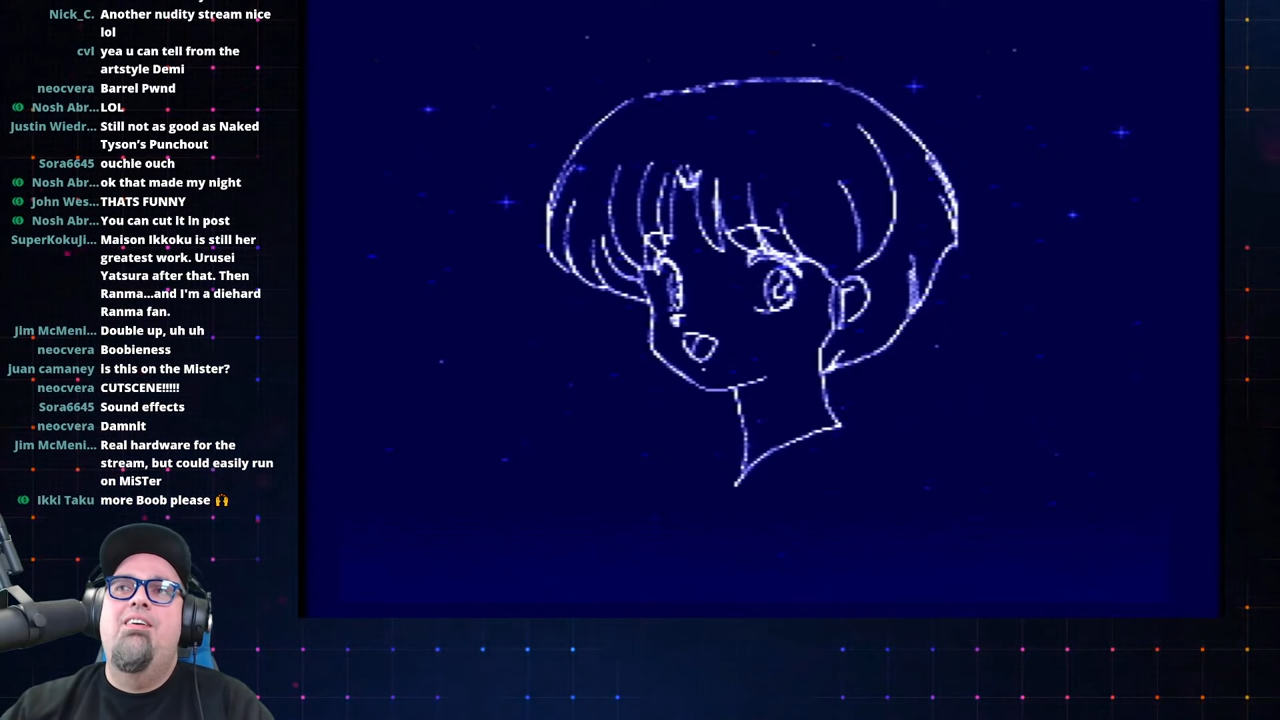 Nick_C. Another nudity stream nice
lol
cvl yea u can tell from the
artstyle Demi
neocvera Barrel Pwnd
Nosh Abr... LOL
Justin Wiedr... Still not as good as Naked
Tyson’s Punchout
Sora6645 ouchie ouch
Nosh Abr... ok that made my night
John Wes... THATS FUNNY
Nosh Abr... You can cut it in post
SuperKokuJi... Maison Ikkoku is still her
greatest work. Urusei
Yatsura after that. Then
Ranma...and I'm a diehard
Ranma fan.
Jim McMeni... Double up, uh uh
neocvera Boobieness
Juan camaney is this on the Mister?
neocvera CUTSCENE!!!!!
Sora6645 Sound effects
neocvera Damnit
Jim McMeni... Real hardware for the
stream, but could easily run
on MiSTer
Ikki Taku more Boob please 🙌